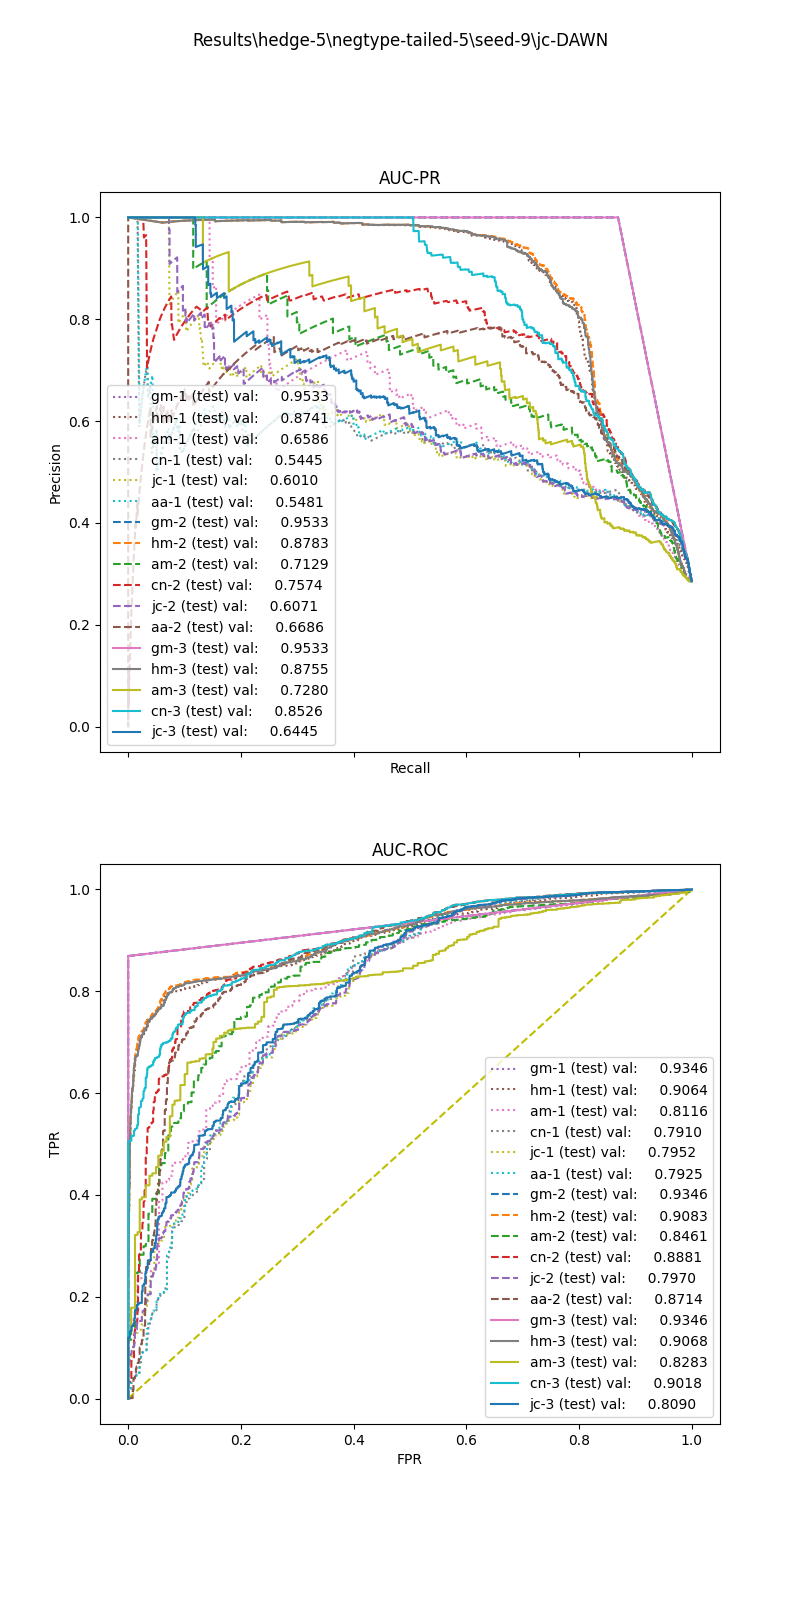 Results\hedge-5\negtype-tailed-5\seed-9\jc-DAWN
AUC-PR
1.0
0.8
0.6
0.4
0.2
0.0
Precision
gm-1 (test) val: 0.9533
hm-1 (test) val: 0.8741
am-1 (test) val: 0.6586
cn-1 (test) val: 0.5445
jc-1 (test) val: 0.6010
aa-1 (test) val: 0.5481
gm-2 (test) val: 0.9533
hm-2 (test) val: 0.8783
am-2 (test) val: 0.7129
cn-2 (test) val: 0.7574
jc-2 (test) val: 0.6071
aa-2 (test) val: 0.6686
gm-3 (test) val: 0.9533
hm-3 (test) val: 0.8755
am-3 (test) val: 0.7280
cn-3 (test) val: 0.8526
jc-3 (test) val: 0.6445
Recall
AUC-ROC
1.0
0.8
0.6
0.4
0.2
0.0
TPR
gm-1 (test) val: 0.9346
hm-1 (test) val: 0.9064
am-1 (test) val: 0.8116
cn-1 (test) val: 0.7910
jc-1 (test) val: 0.7952
aa-1 (test) val: 0.7925
gm-2 (test) val: 0.9346
hm-2 (test) val: 0.9083
am-2 (test) val: 0.8461
cn-2 (test) val: 0.8881
jc-2 (test) val: 0.7970
aa-2 (test) val: 0.8714
gm-3 (test) val: 0.9346
hm-3 (test) val: 0.9068
am-3 (test) val: 0.8283
cn-3 (test) val: 0.9018
jc-3 (test) val: 0.8090
0.0 0.2 0.4 0.6 0.8 1.0
FPR